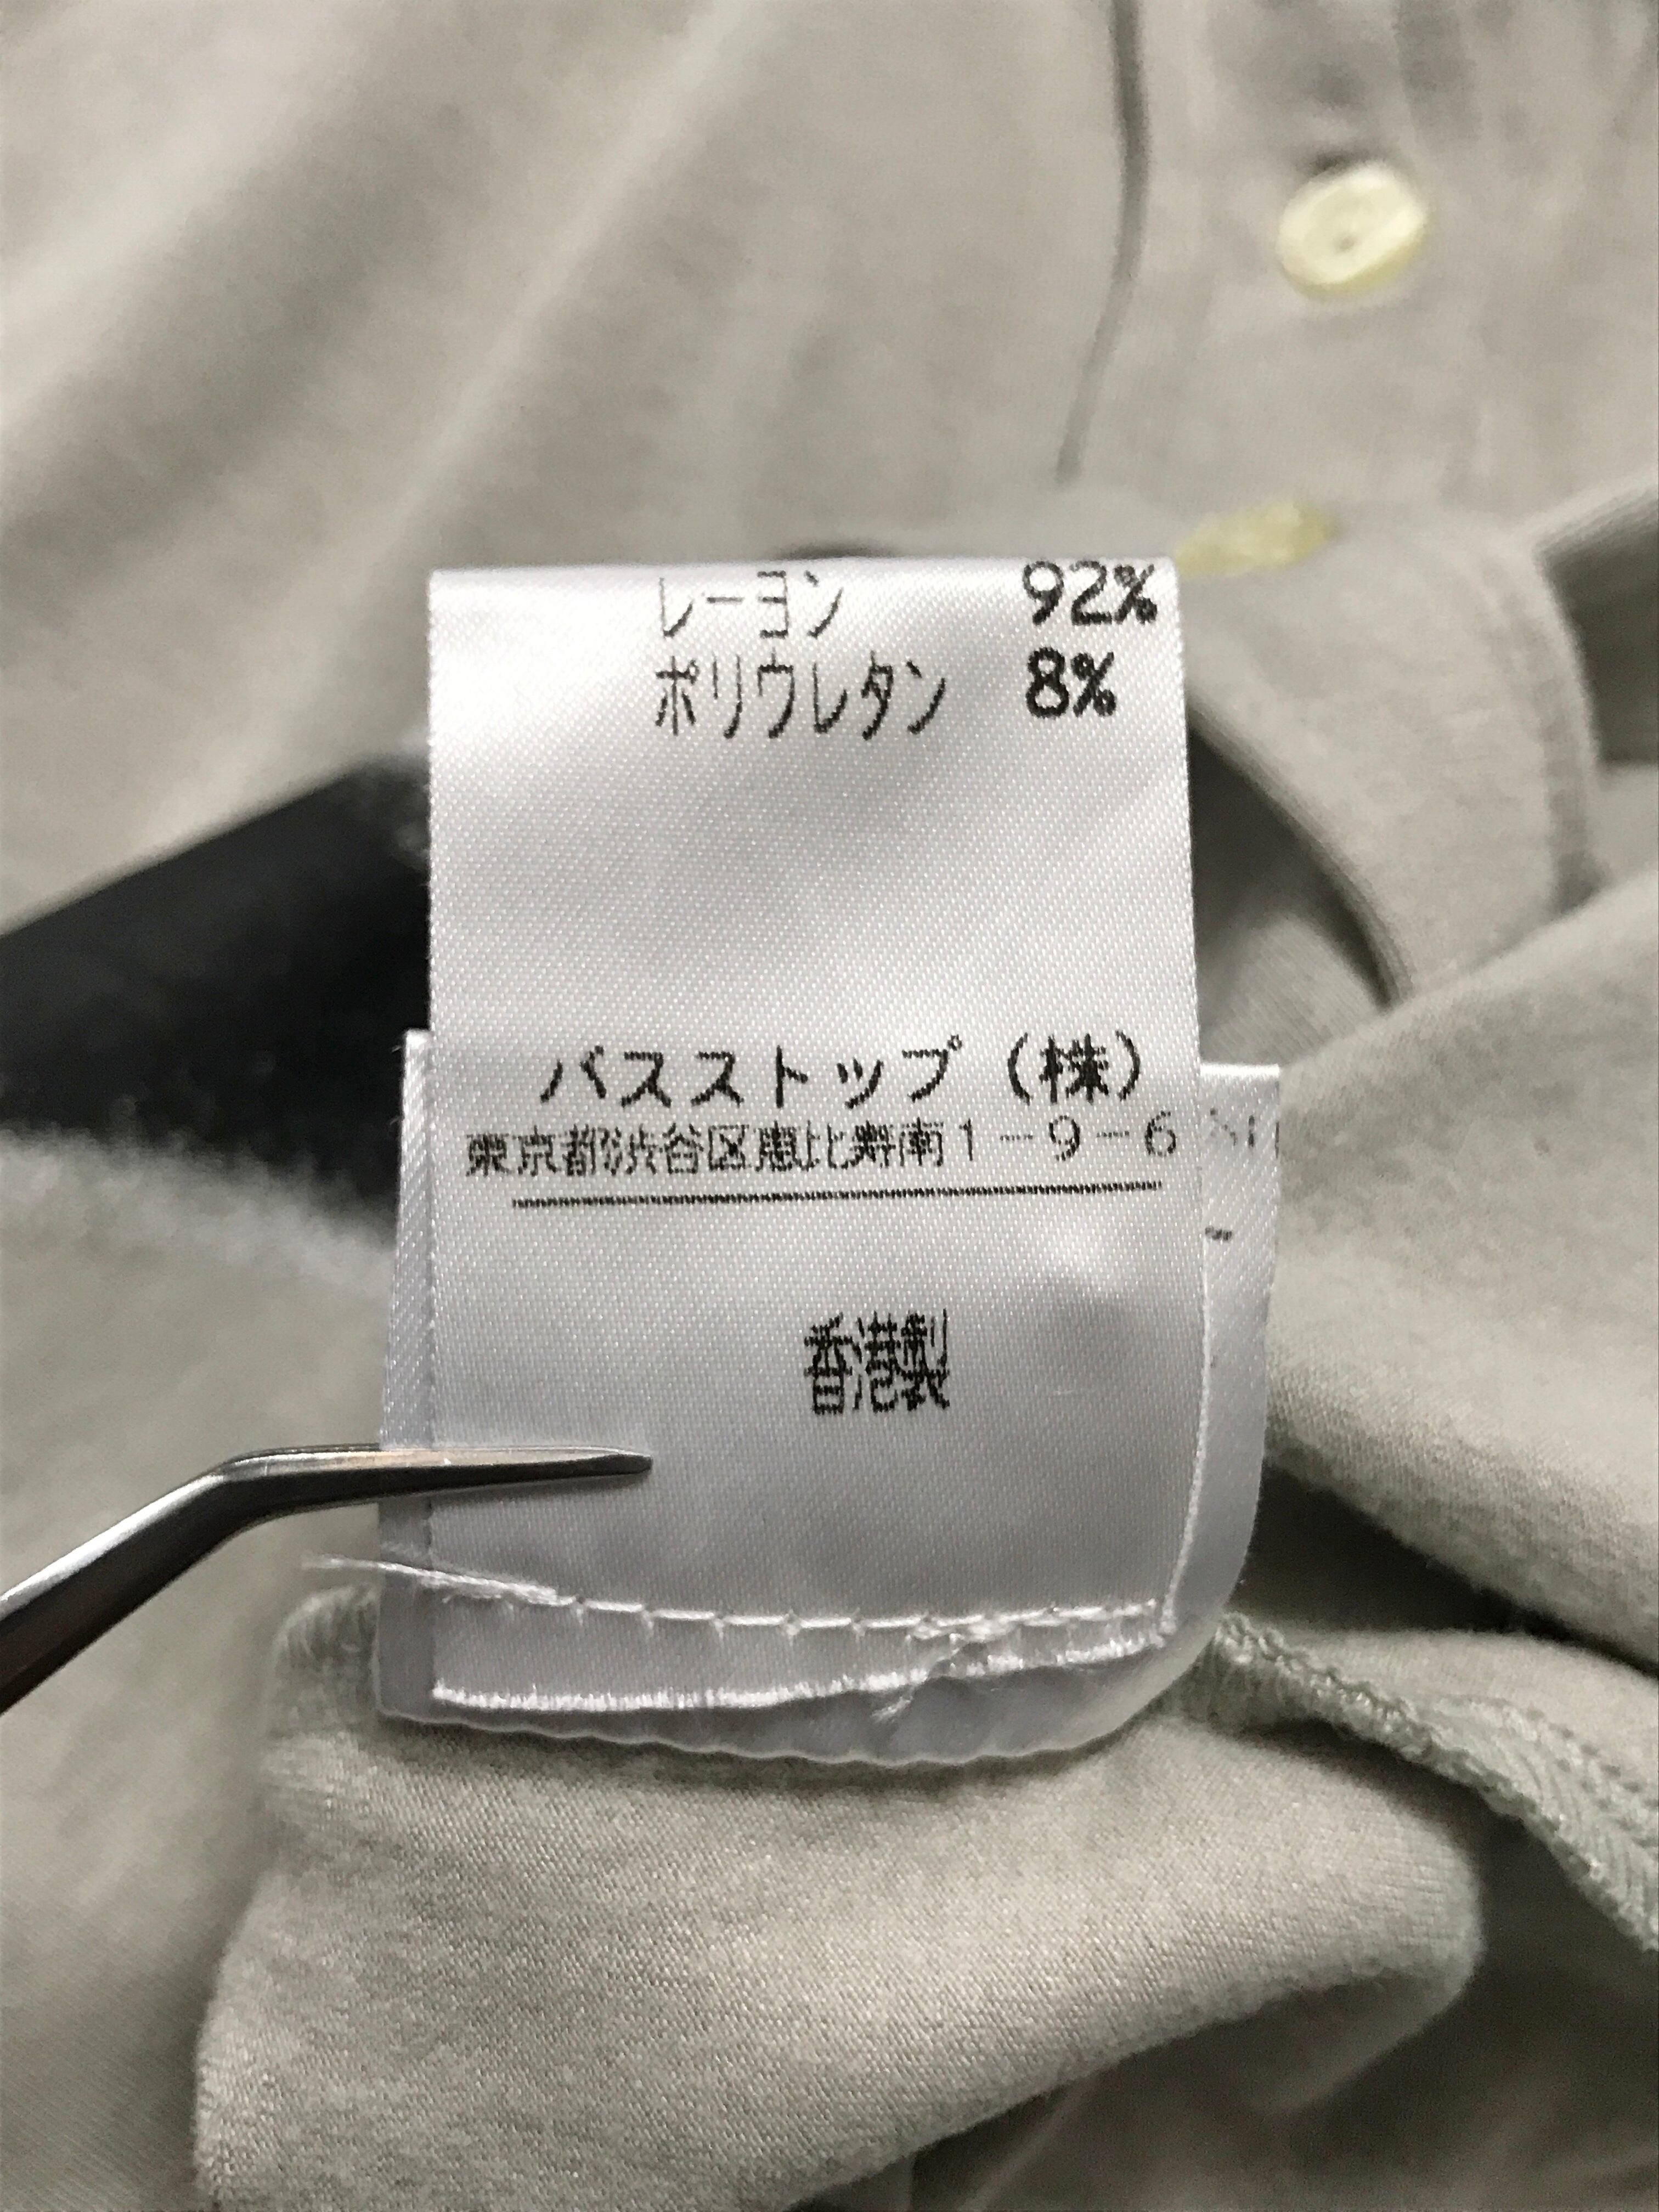 レーヨン 92%
ポリウレタン 8%
バスストップ（株）
東京都渋谷区恵比寿南1－9－6
香港製